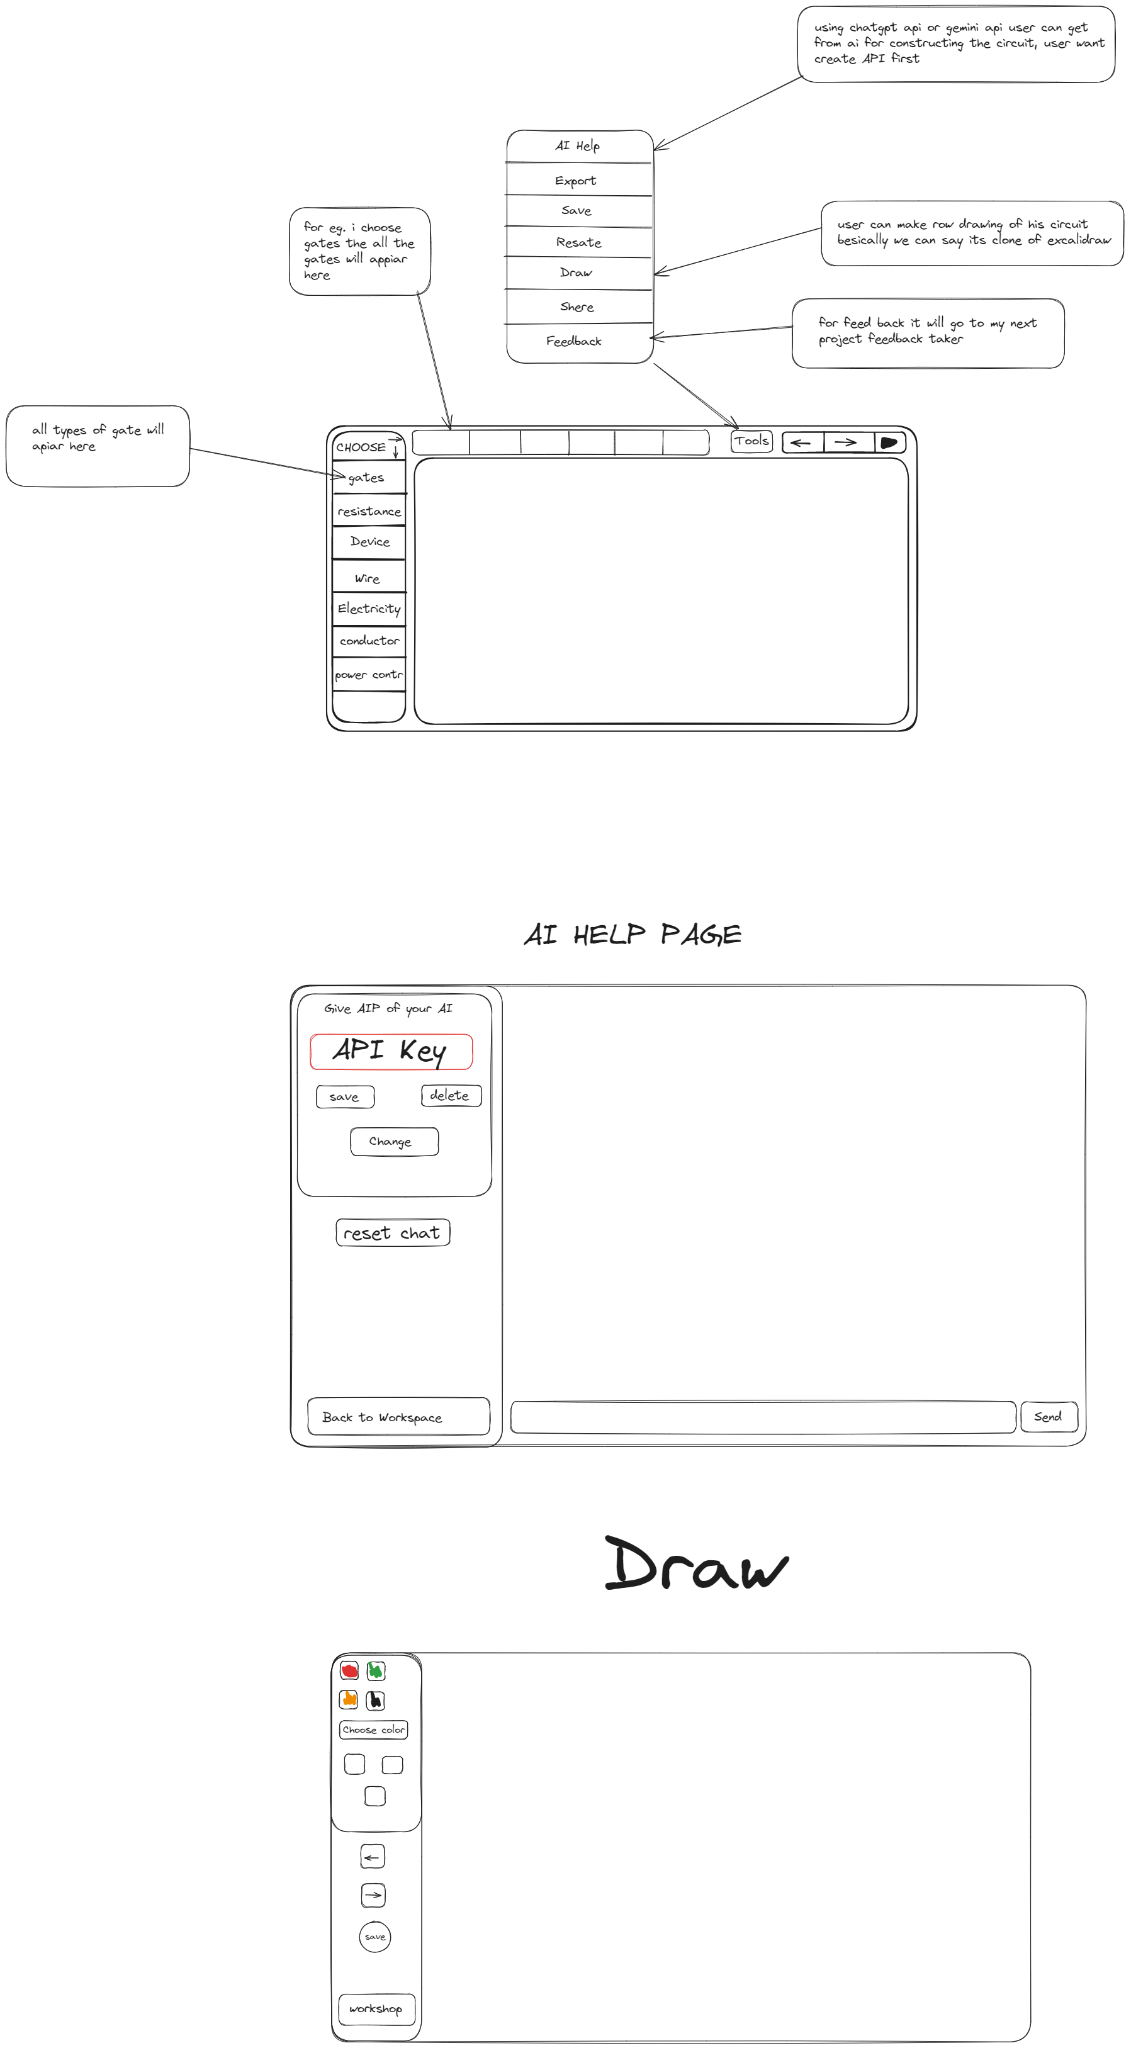 using chatgpt api or gemini api user can get
from ai for constructing the circuit, user want
create API first
AI Help
Export
Save
Resate
Draw
Shere
Feedback
user can make row drawing of his circuit
besically we can say its clone of excalidraw
for eg. i choose
gates the all the
gates will appiar
here
for feed back it will go to my next
project feedback taker
all types of gate will
apiar here
CHOOSE
Tools
gates
resistance
Device
Wire
Electricity
conductor
power contr
AI HELP PAGE
Give AIP of your AI
API Key
save
delete
Change
reset chat
Back to Workspace
Send
Draw
Choose color
save
workshop